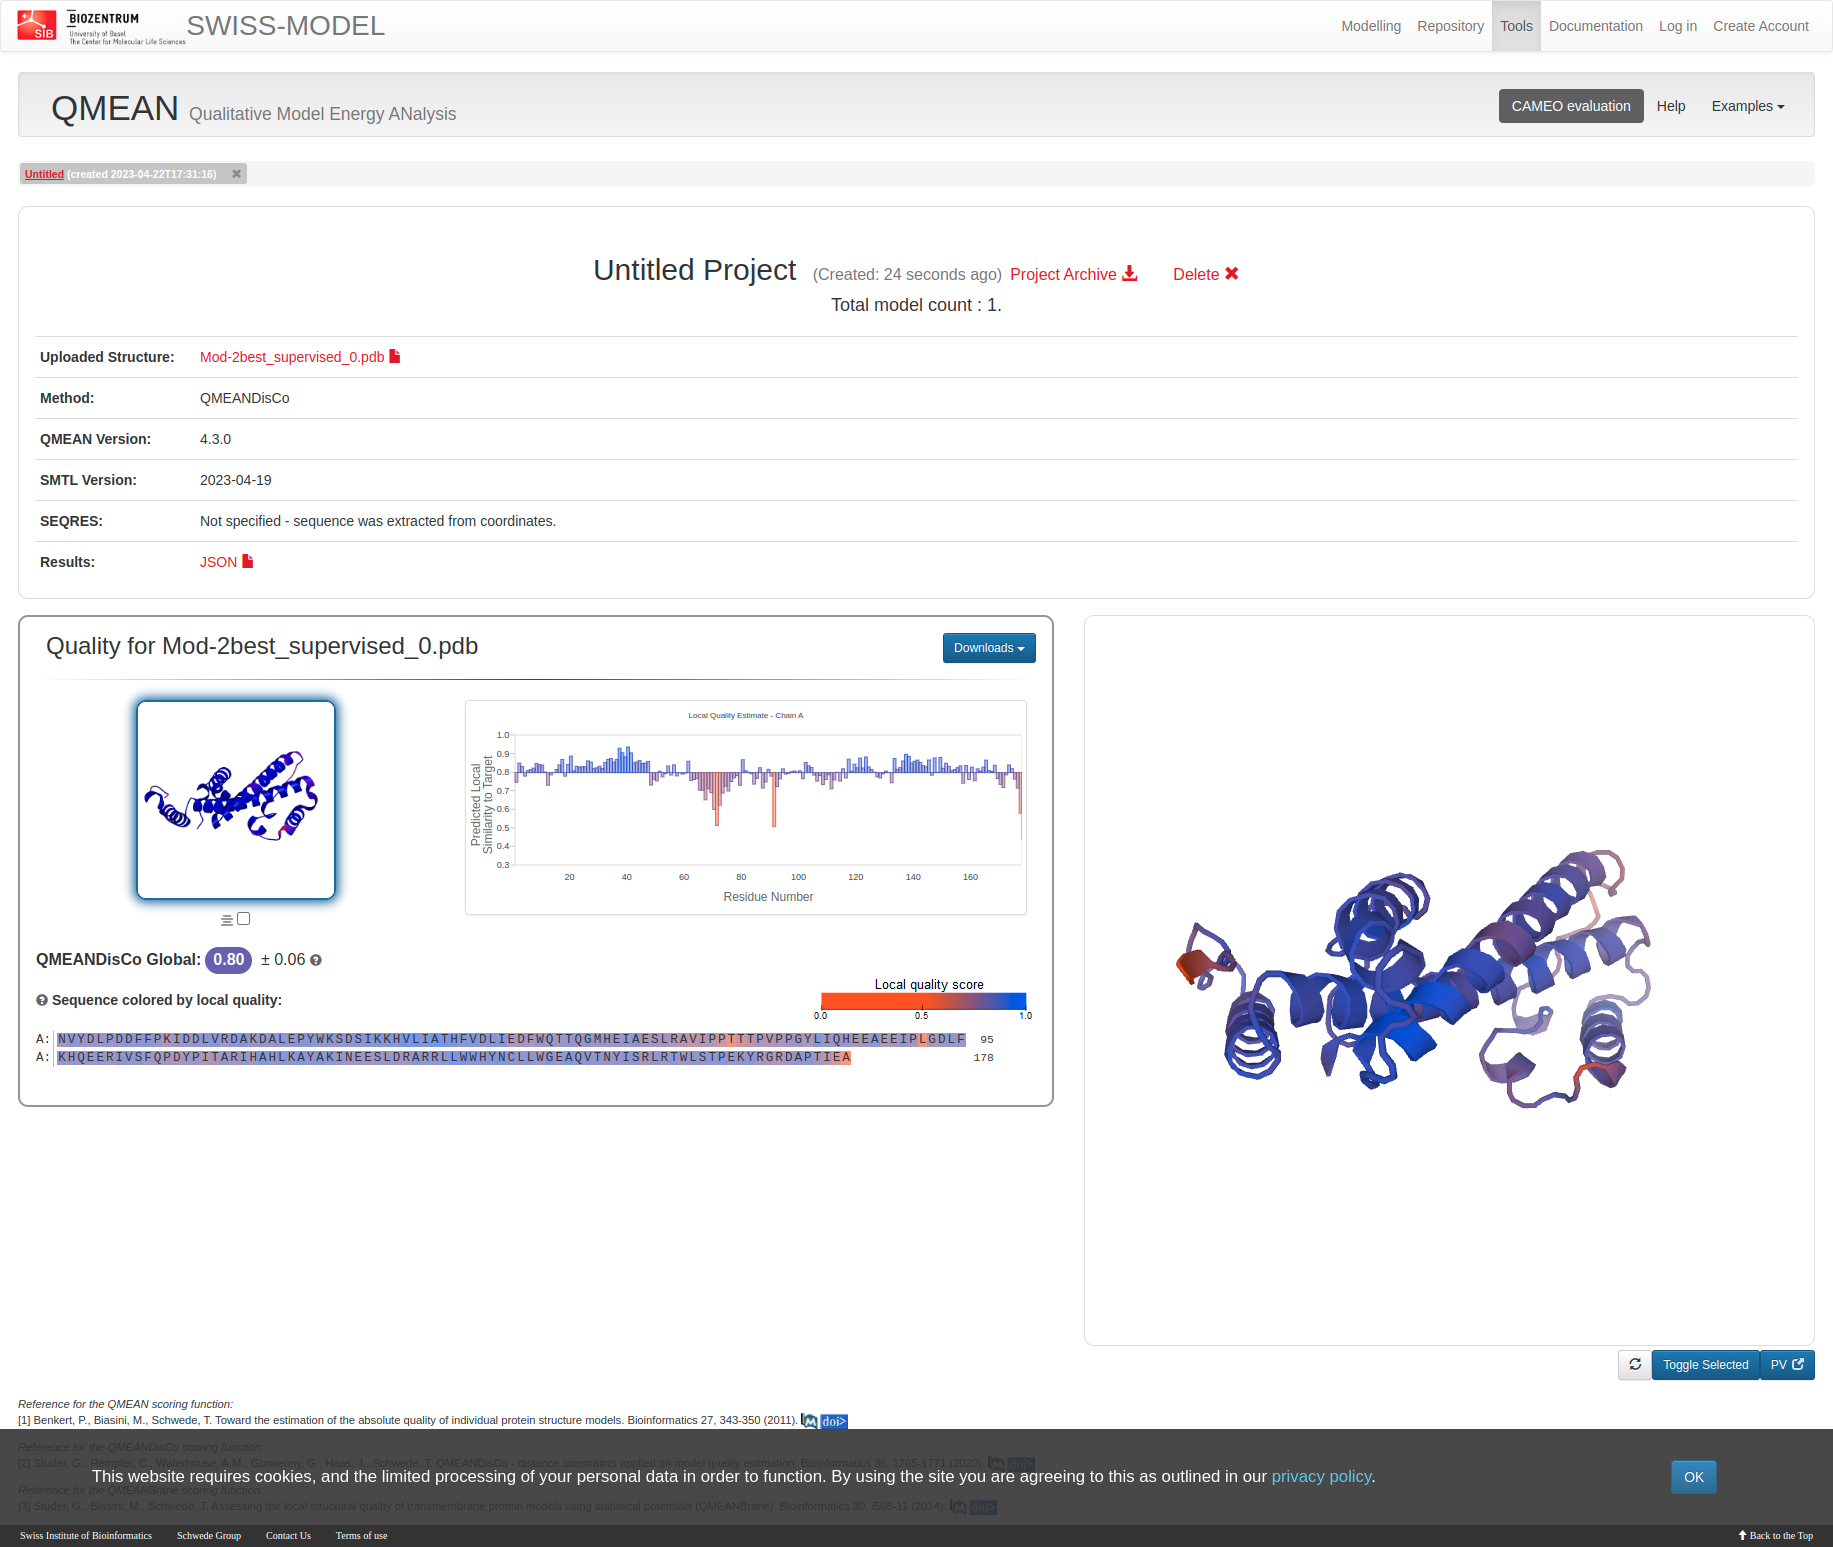 SIB
BIOZENTRUM
University of Basel
The Center for Molecular Life Sciences
SWISS-MODEL
Modelling Repository Tools Documentation Log in Create Account
QMEAN Qualitative Model Energy ANalysis
CAMEO evaluation Help Examples
Untitled (created 2023-04-22T17:31:16)
Untitled Project (Created: 24 seconds ago) Project Archive Delete
Total model count : 1.
Uploaded Structure: Mod-2best_supervised_0.pdb
Method: QMEANDisCo
QMEAN Version: 4.3.0
SMTL Version: 2023-04-19
SEQRES: Not specified - sequence was extracted from coordinates.
Results: JSON
Quality for Mod-2best_supervised_0.pdb
Downloads
Local Quality Estimate - Chain A
Predicted Local
Similarity to Target
1.0
0.9
0.8
0.7
0.6
0.5
0.4
0.3
20 40 60 80 100 120 140 160
Residue Number
QMEANDisCo Global: 0.80 ± 0.06
Sequence colored by local quality:
Local quality score
0.0 0.5 1.0
A: NVYDLPDDFFPKIDDLVRDAKDALEPYWKSDSIKKHVLIATHFVDLIEDFWQTTQGMHEIAESLRAVIPPTTTPVPPGYLIQHEEAEEIPLGDLF 95
A: KHQEERIVSFQPDYPITARIHAHLKAYAKINEESLDRARRLLWWHYNCLLWGEAQVTNYISRLRTWLSTPEKYRGRDAPTIEA 178
Toggle Selected PV
Reference for the QMEAN scoring function:
[1] Benkert, P., Biasini, M., Schwede, T. Toward the estimation of the absolute quality of individual protein structure models. Bioinformatics 27, 343-350 (2011). M doi>
Reference for the QMEANDisCo scoring function:
[2] Studer, G., Rempfer, C., Waterhouse, A.M., Gumienny, G., Haas, J., Schwede, T. QMEANDisCo - distance constraints applied on model quality estimation. Bioinformatics 36, 1765-1771 (2020). M doi>
This website requires cookies, and the limited processing of your personal data in order to function. By using the site you are agreeing to this as outlined in our privacy policy.
OK
Reference for the QMEANBrane scoring function:
[3] Studer, G., Biasini, M., Schwede, T. Assessing the local structural quality of transmembrane protein models using statistical potentials (QMEANBrane). Bioinformatics 30, i505-11 (2014). M doi>
Swiss Institute of Bioinformatics Schwede Group Contact Us Terms of use Back to the Top